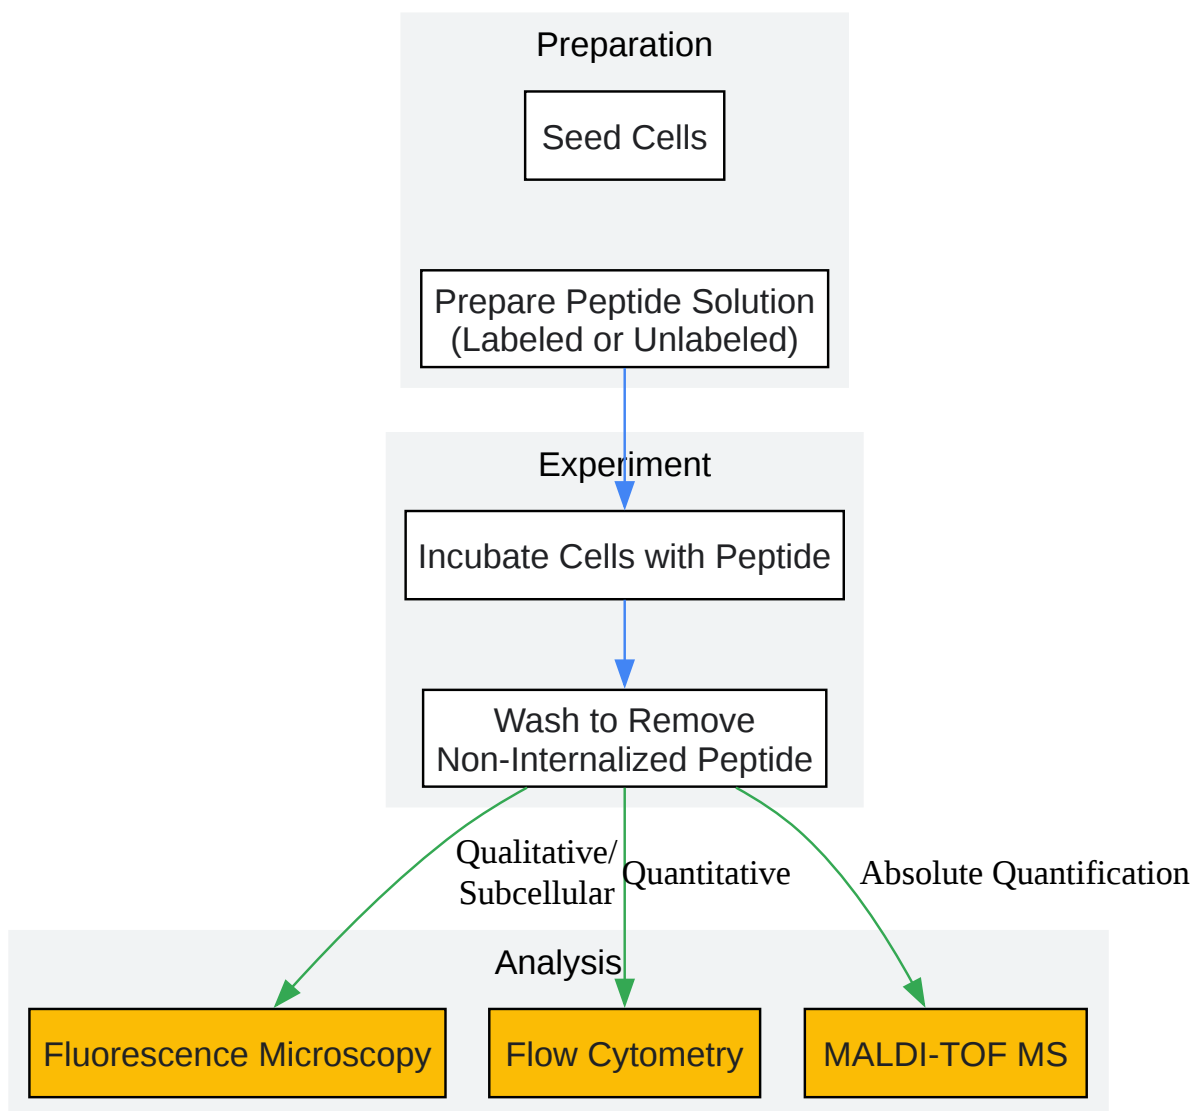 Preparation
Seed Cells
Prepare Peptide Solution
(Labeled or Unlabeled)
Experiment
Incubate Cells with Peptide
Wash to Remove
Non-Internalized Peptide
Qualitative/
Subcellular
Quantitative
Absolute Quantification
Analysis
Fluorescence Microscopy
Flow Cytometry
MALDI-TOF MS